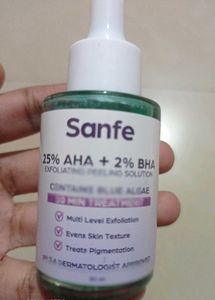 Sanfe
25% AHA + 2% BHA
EXFOLIATING PEELING SOLUTION
CONTAINS BLUE ALGAE
10 MIN TREATMENT
Multi Level Exfoliation
Evens Skin Texture
Treats Pigmentation
DERMATOLOGIST APPROVED